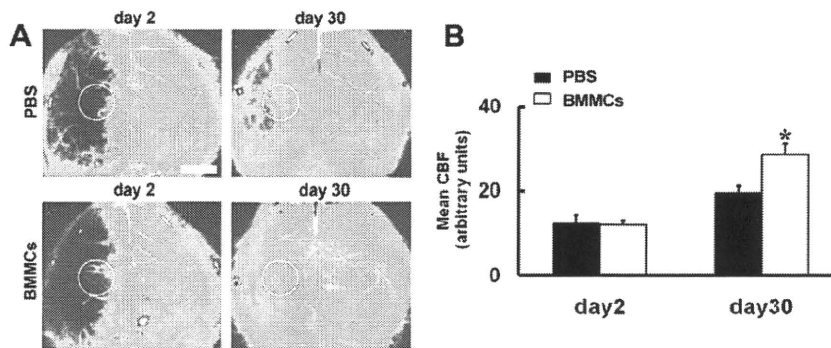 A
day 2
day 30
PBS
day 2
day 30
BMMCs
B
PBS
BMMCs
Mean CBF
(arbitrary units)
40
20
0
*
day2
day30